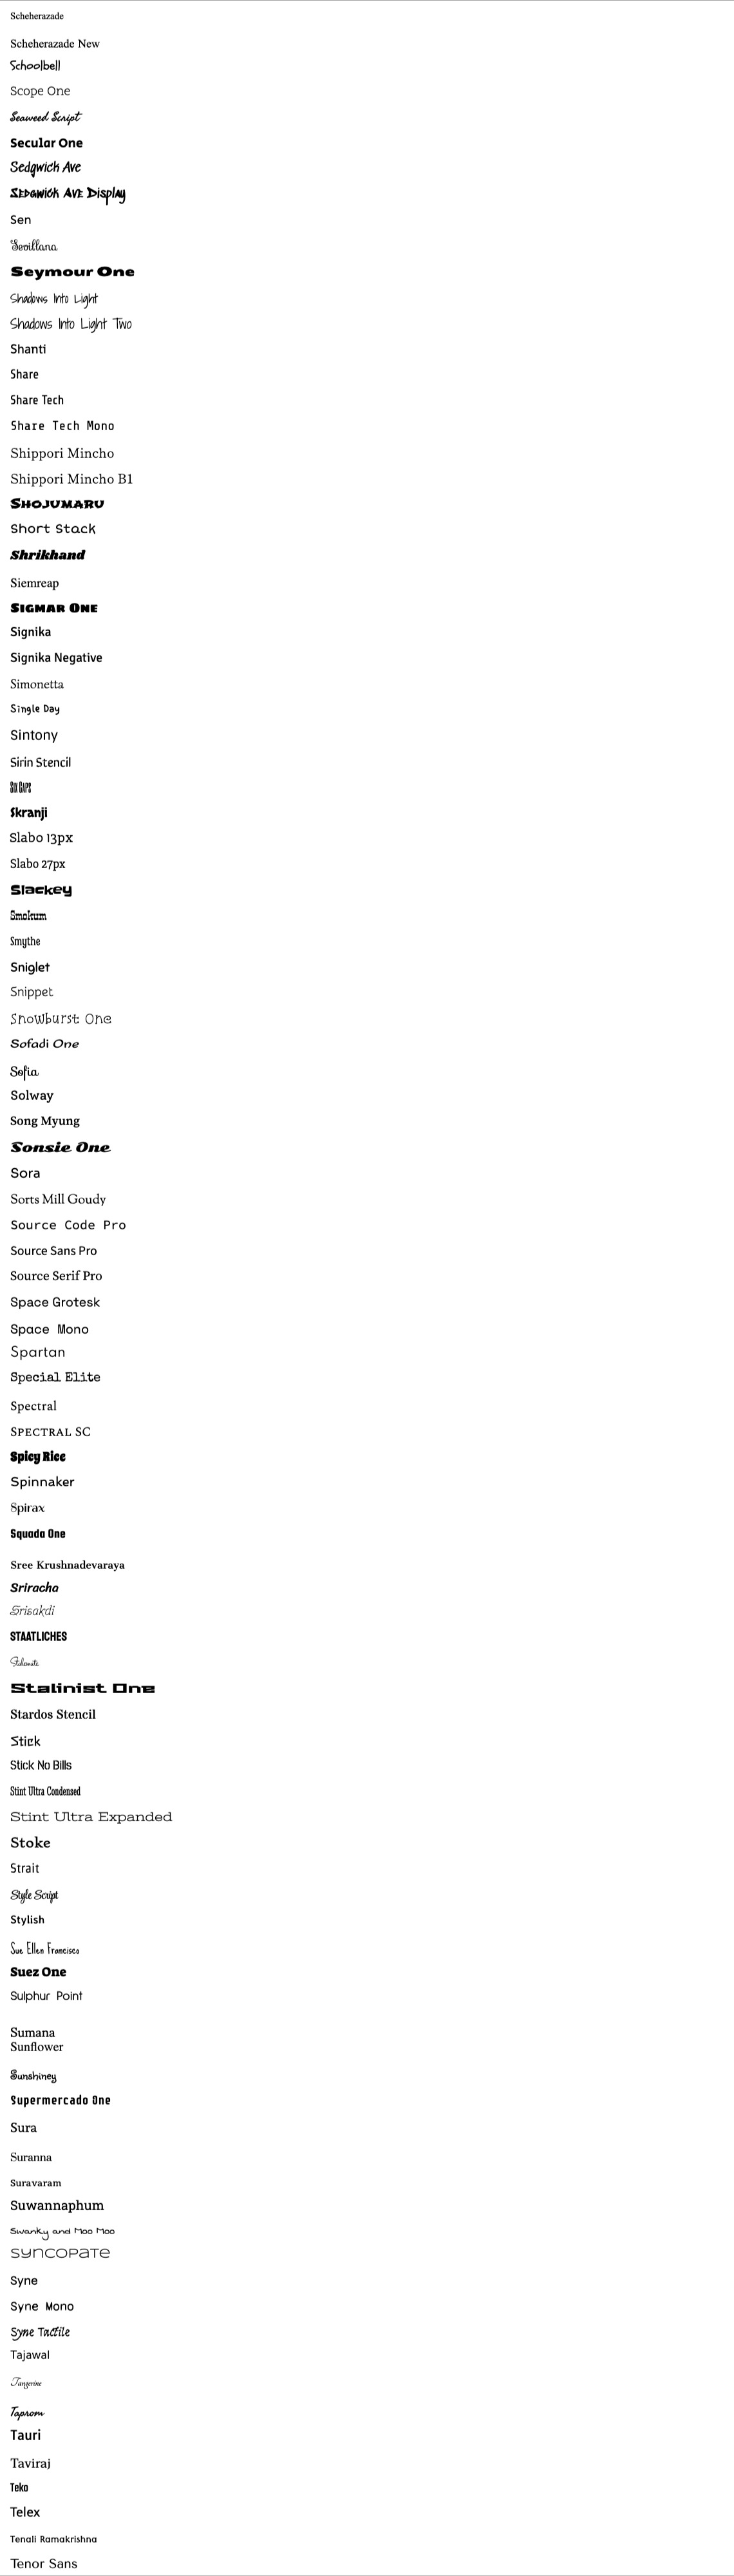 Scheherazade
Scheherazade New
Schoolbell
Scope One
Seaweed Script
Secular One
Sedgwick Ave
Sedgwick Ave Display
Sen
Sevillana
Seymour One
Shadows Into Light
Shadows Into Light Two
Shanti
Share
Share Tech
Share Tech Mono
Shippori Mincho
Shippori Mincho B1
Shojumaru
Short Stack
Shrikhand
Siemreap
Sigmar One
Signika
Signika Negative
Simonetta
Single Day
Sintony
Sirin Stencil
Six Caps
Skranji
Slabo 13px
Slabo 27px
Slackey
Smokum
Smythe
Sniglet
Snippet
Snowburst One
Sofadi One
Sofia
Solway
Song Myung
Sonsie One
Sora
Sorts Mill Goudy
Source Code Pro
Source Sans Pro
Source Serif Pro
Space Grotesk
Space Mono
Spartan
Special Elite
Spectral
Spectral SC
Spicy Rice
Spinnaker
Spirax
Squada One
Sree Krushnadevaraya
Sriracha
Srisakdi
STAATLICHES
Stalemate
Stalinist One
Stardos Stencil
Stick
Stick No Bills
Stint Ultra Condensed
Stint Ultra Expanded
Stoke
Strait
Style Script
Stylish
Sue Ellen Francisco
Suez One
Sulphur Point
Sumana
Sunflower
Sunshiney
Supermercado One
Sura
Suranna
Suravaram
Suwannaphum
Swanky and Moo Moo
Syncopate
Syne
Syne Mono
Syne Tactile
Tajawal
Tangerine
Taprom
Tauri
Taviraj
Teko
Telex
Tenali Ramakrishna
Tenor Sans